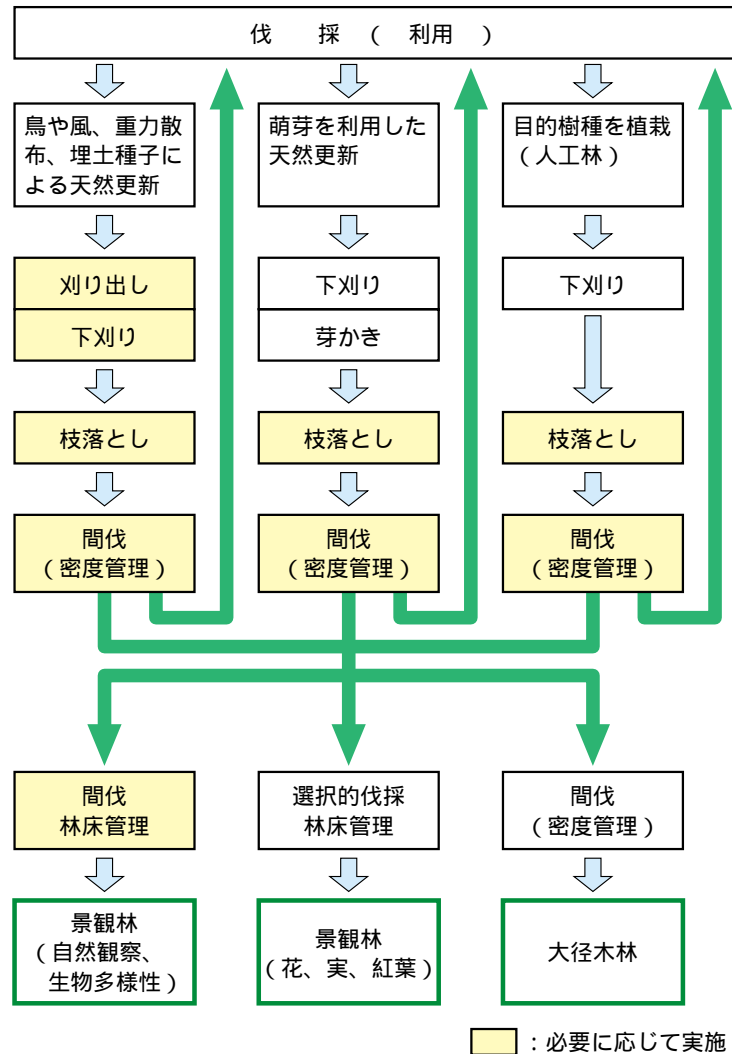 伐 採 （ 利用 ）
鳥や風、重力散
布、埋土種子に
よる天然更新
萌芽を利用した
天然更新
目的樹種を植栽
（人工林）
刈り出し
下刈り
下刈り
芽かき
下刈り
枝落とし
枝落とし
枝落とし
間伐
（密度管理）
間伐
（密度管理）
間伐
（密度管理）
間伐
林床管理
選択的伐採
林床管理
間伐
（密度管理）
景観林
（自然観察、
生物多様性）
景観林
（花、実、紅葉）
大径木林
：必要に応じて実施